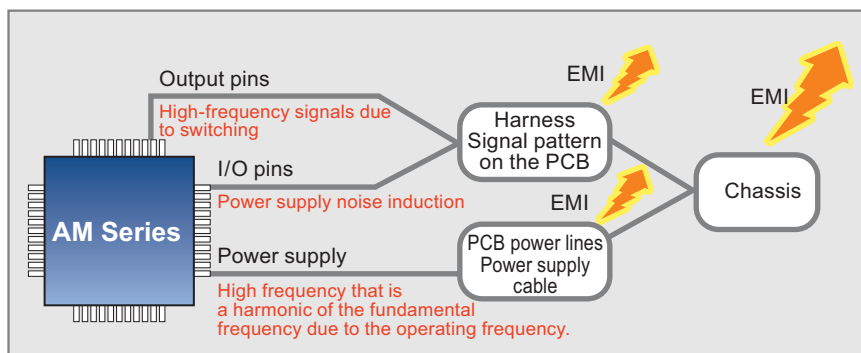 Output pins
High-frequency signals due
to switching
I/O pins
Power supply noise induction
AM Series
Power supply
High frequency that is
a harmonic of the fundamental
frequency due to the operating frequency.
EMI
Harness
Signal pattern
on the PCB
EMI
PCB power lines
Power supply
cable
EMI
Chassis